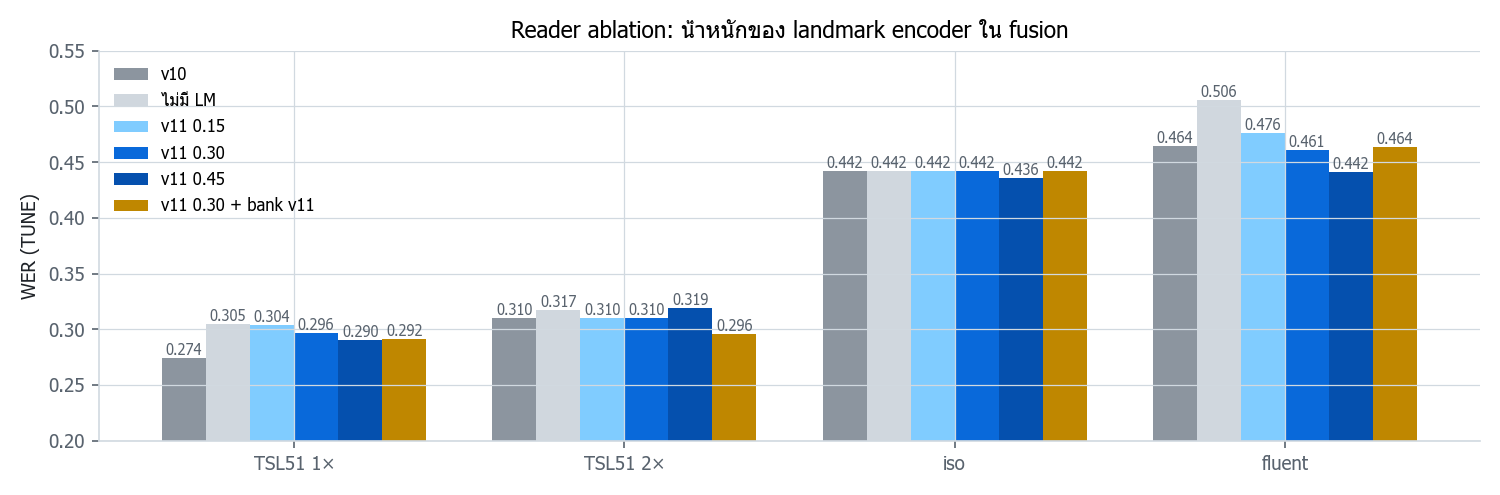 Reader ablation: น้ำหนักของ landmark encoder ใน fusion
WER (TUNE)
0.55
0.50
0.45
0.40
0.35
0.30
0.25
0.20
v10
ไม่มี LM
v11 0.15
v11 0.30
v11 0.45
v11 0.30 + bank v11
0.274
0.305
0.304
0.296
0.290
0.292
0.310
0.317
0.310
0.310
0.319
0.296
0.442
0.442
0.442
0.442
0.436
0.442
0.464
0.506
0.476
0.461
0.442
0.464
TSL51 1×
TSL51 2×
iso
fluent